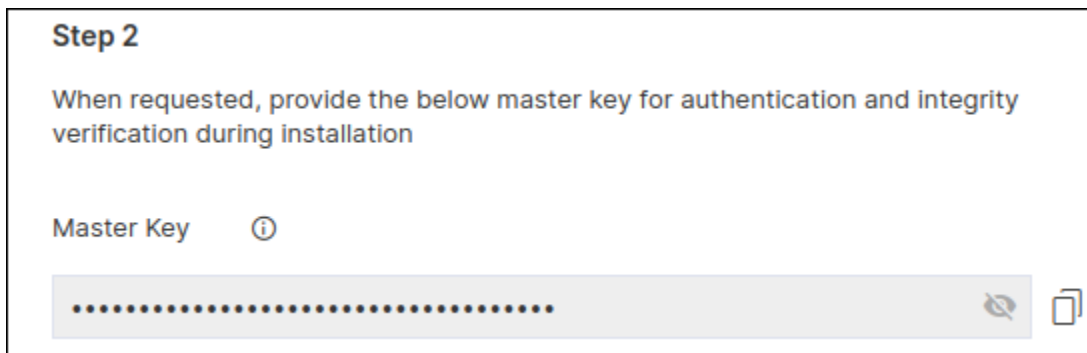 Step 2
When requested, provide the below master key for authentication and integrity
verification during installation
Master Key
••••••••••••••••••••••••••••••••••••